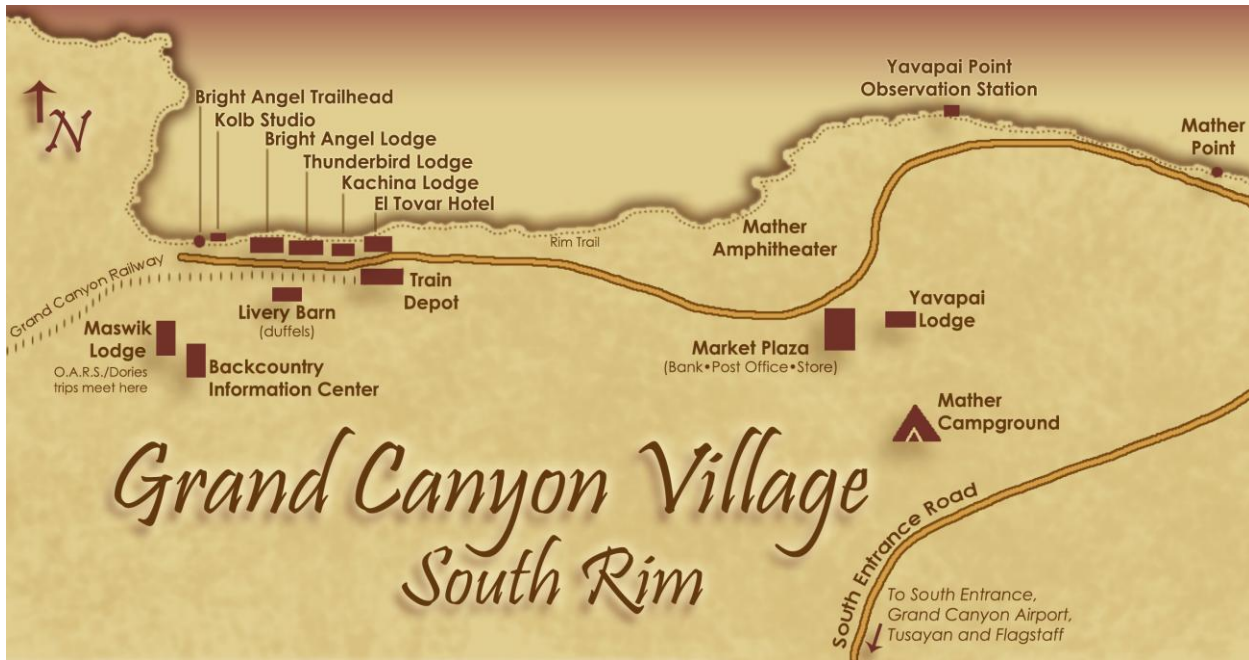 N
Bright Angel Trailhead
Kolb Studio
Bright Angel Lodge
Thunderbird Lodge
Kachina Lodge
El Tovar Hotel
Yavapai Point
Observation Station
Mather
Point
Rim Trail
Mather
Amphitheater
Grand Canyon Railway
Train
Depot
Livery Barn
(duffels)
Maswik
Lodge
O.A.R.S./Dories
trips meet here
Backcountry
Information Center
Market Plaza
(Bank•Post Office•Store)
Yavapai
Lodge
Mather
Campground
Grand Canyon Village
South Rim
South Entrance Road
To South Entrance,
Grand Canyon Airport,
Tusayan and Flagstaff